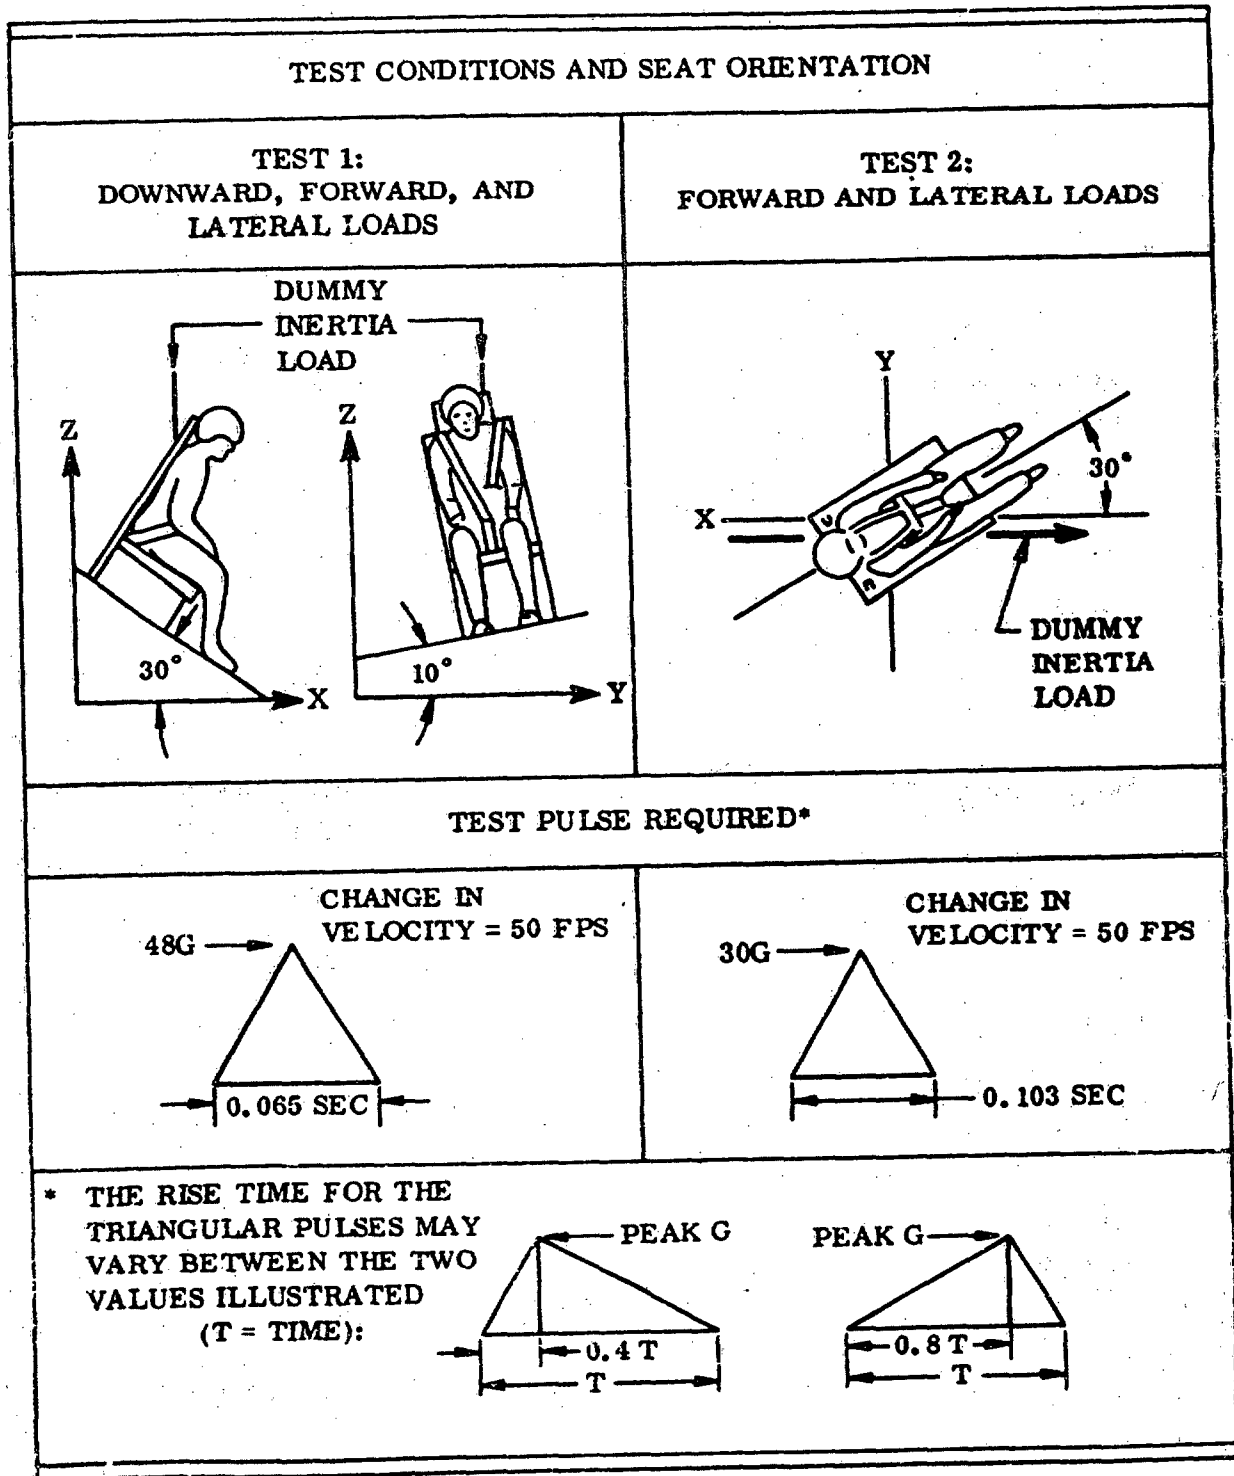 TEST CONDITIONS AND SEAT ORIENTATION
TEST 1:
DOWNWARD, FORWARD, AND
LATERAL LOADS
TEST 2:
FORWARD AND LATERAL LOADS
DUMMY
INERTIA
LOAD
Z
30°
X
Z
10°
Y
Y
X
30°
DUMMY
INERTIA
LOAD
TEST PULSE REQUIRED*
CHANGE IN
VELOCITY = 50 FPS
48G
0.065 SEC
CHANGE IN
VELOCITY = 50 FPS
30G
0.103 SEC
* THE RISE TIME FOR THE
TRIANGULAR PULSES MAY
VARY BETWEEN THE TWO
VALUES ILLUSTRATED
(T = TIME):
PEAK G
0.4 T
T
PEAK G
0.8 T
T